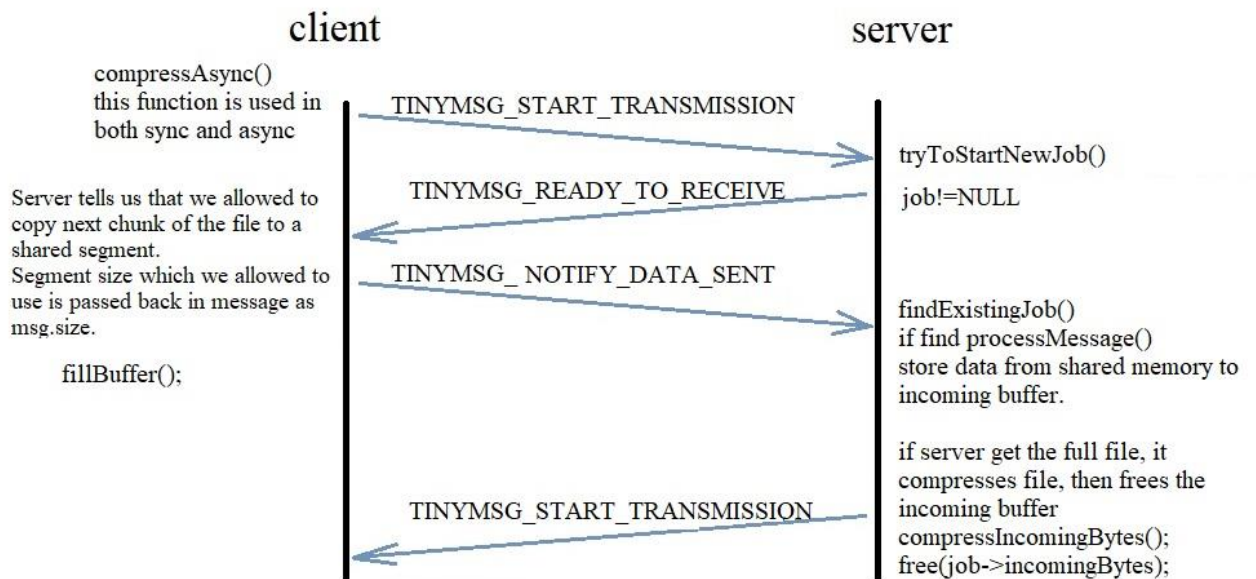 client
server
compressAsync()
this function is used in
both sync and async
TINYMSG_START_TRANSMISSION
tryToStartNewJob()
TINYMSG_READY_TO_RECEIVE
job!=NULL
Server tells us that we allowed to
copy next chunk of the file to a
shared segment.
Segment size which we allowed to
use is passed back in message as
msg.size.
TINYMSG_ NOTIFY_DATA_SENT
fillBuffer();
findExistingJob()
if find processMessage()
store data from shared memory to
incoming buffer.
if server get the full file, it
compresses file, then frees the
incoming buffer
compressIncomingBytes();
free(job->incomingBytes);
TINYMSG_START_TRANSMISSION